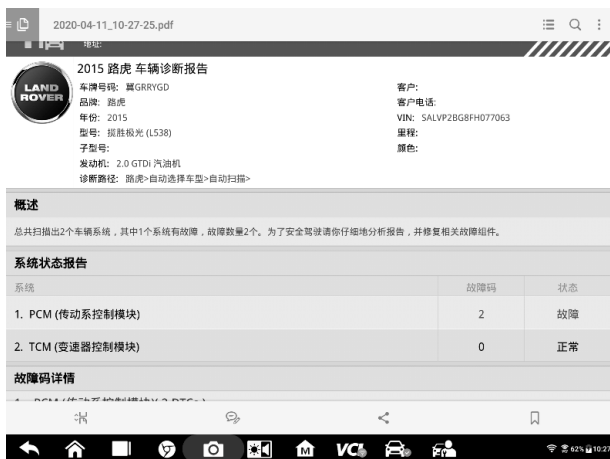 2020-04-11_10-27-25.pdf
地址:
LAND
ROVER
2015 路虎 车辆诊断报告
车牌号码: 冀GRRYGD
客户:
品牌: 路虎
客户电话:
年份: 2015
VIN: SALVP2BG8FH077063
型号: 揽胜极光 (L538)
里程:
子型号:
颜色:
发动机: 2.0 GTDi 汽油机
诊断路径: 路虎>自动选择车型>自动扫描>
概述
总共扫描出2个车辆系统,其中1个系统有故障,故障数量2个。为了安全驾驶请你仔细地分析报告,并修复相关故障组件。
系统状态报告
系统 故障码 状态
1. PCM (传动系控制模块) 2 故障
2. TCM (变速器控制模块) 0 正常
故障码详情
VCI
62% 10:27